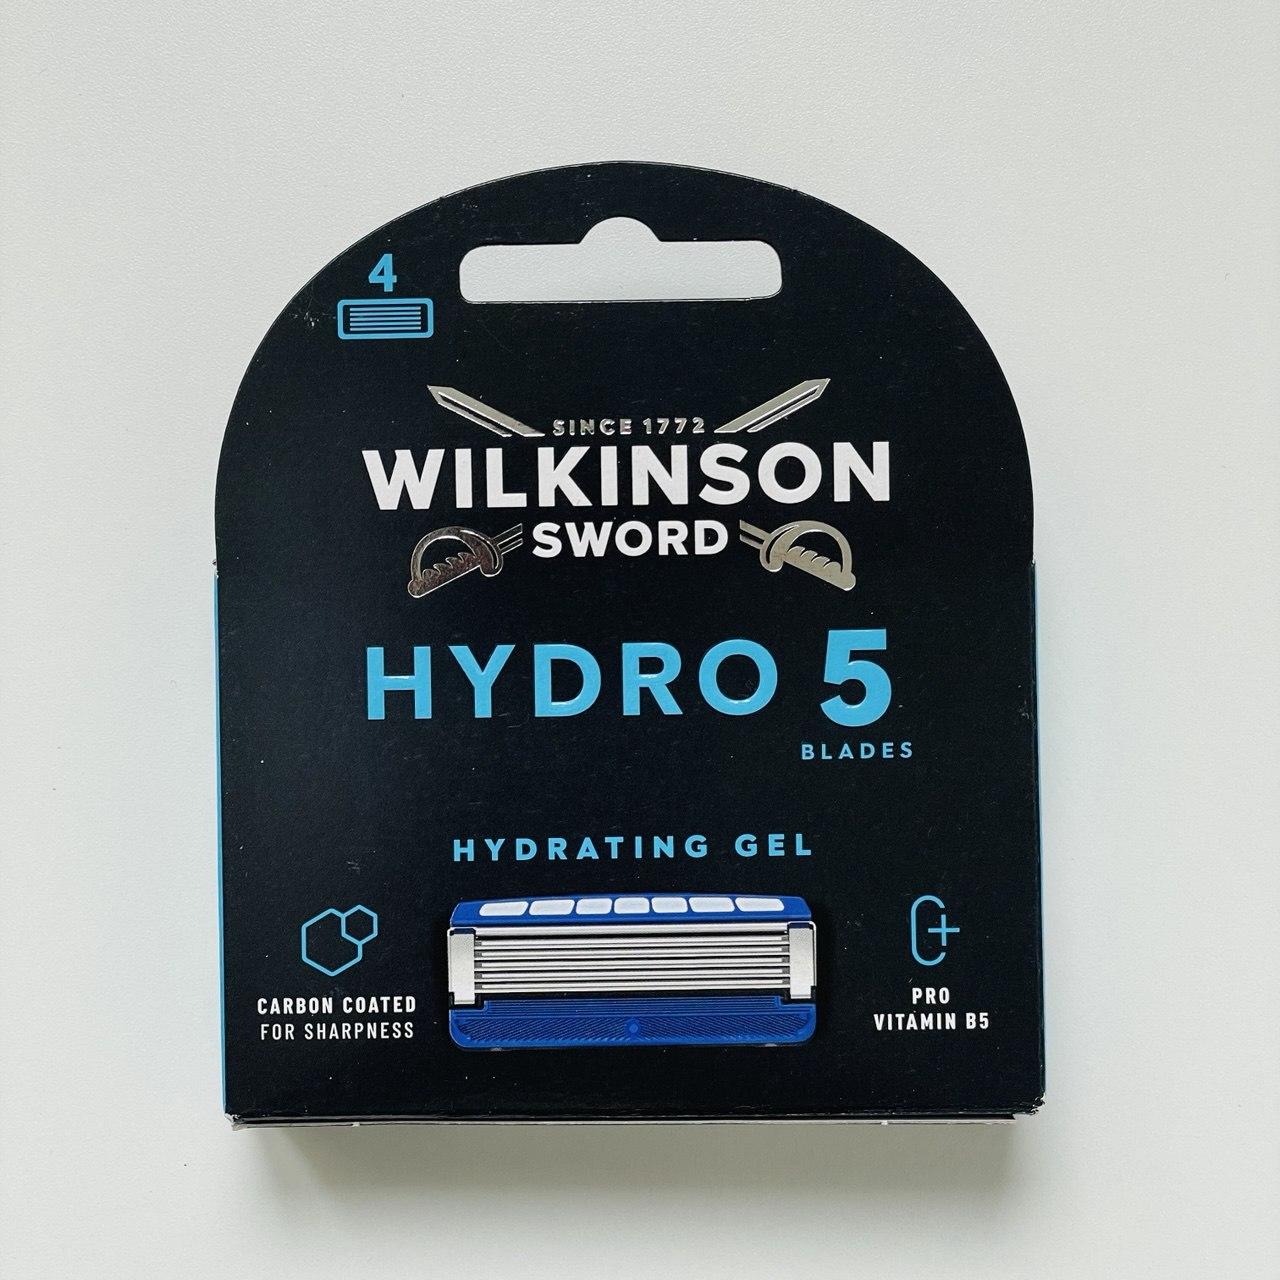 4
SINCE 1772
WILKINSON
SWORD
HYDRO 5
BLADES
HYDRATING GEL
CARBON COATED
FOR SHARPNESS
PRO
VITAMIN B5